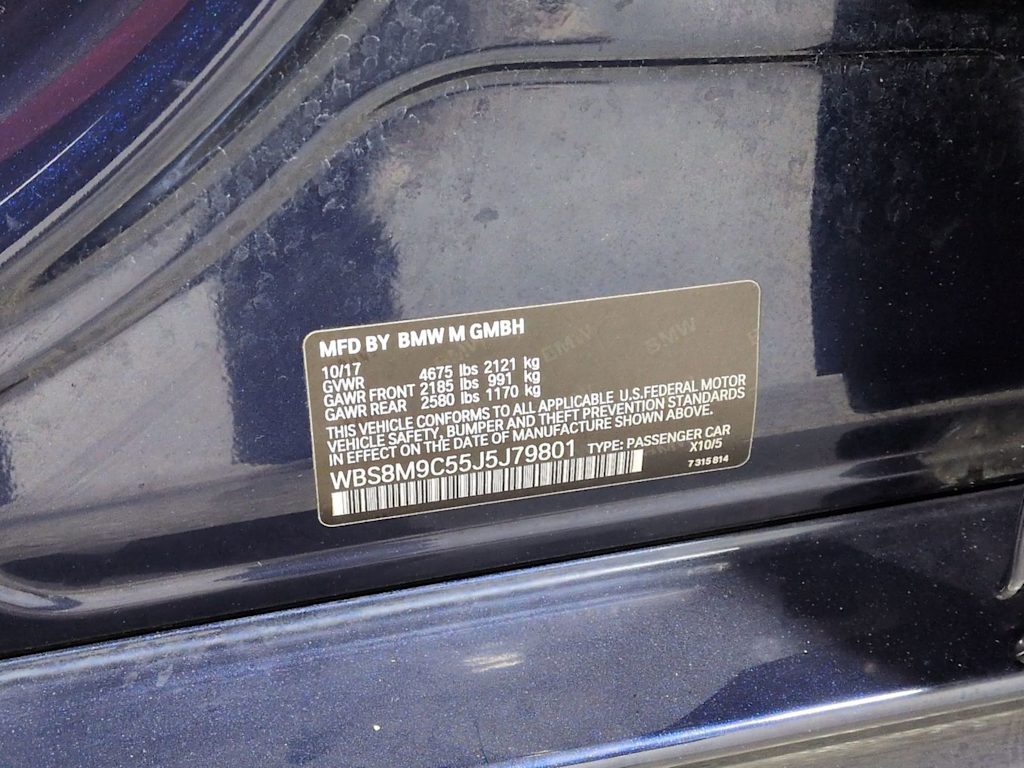 MFD BY BMW M GMBH
10/17
GVWR 4675 lbs 2121 kg
GAWR FRONT 2185 lbs 991 kg
GAWR REAR 2580 lbs 1170 kg
THIS VEHICLE CONFORMS TO ALL APPLICABLE U.S.FEDERAL MOTOR
VEHICLE SAFETY, BUMPER AND THEFT PREVENTION STANDARDS
IN EFFECT ON THE DATE OF MANUFACTURE SHOWN ABOVE.
WBS8M9C55J5J79801 TYPE: PASSENGER CAR
X10/5
7 315 814